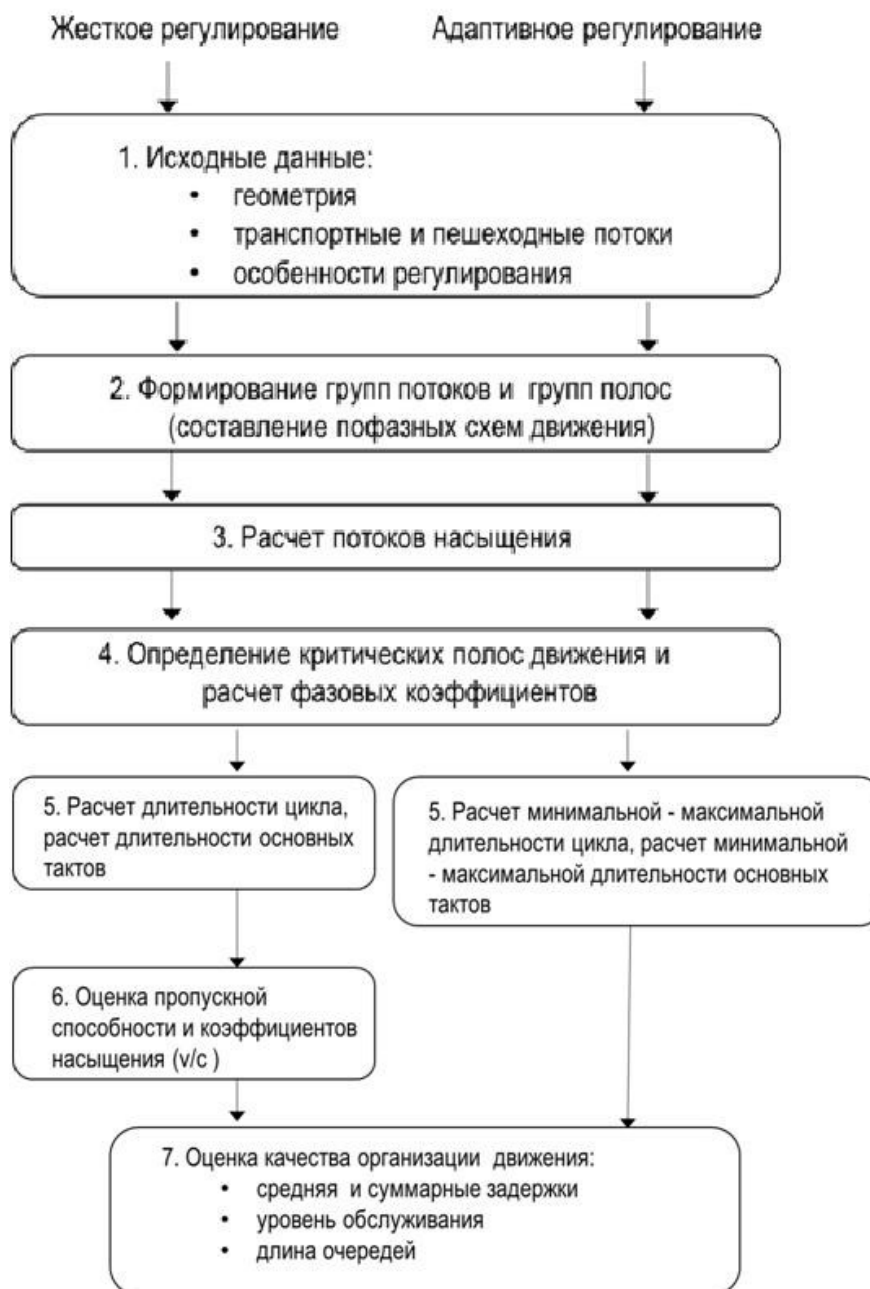 Жесткое регулирование
Адаптивное регулирование
1. Исходные данные:
• геометрия
• транспортные и пешеходные потоки
• особенности регулирования
2. Формирование групп потоков и групп полос
(составление пофазных схем движения)
3. Расчет потоков насыщения
4. Определение критических полос движения и
расчет фазовых коэффициентов
5. Расчет длительности цикла,
расчет длительности основных
тактов
5. Расчет минимальной - максимальной
длительности цикла, расчет минимальной
- максимальной длительности основных
тактов
6. Оценка пропускной
способности и коэффициентов
насыщения (v/c )
7. Оценка качества организации движения:
• средняя и суммарные задержки
• уровень обслуживания
• длина очередей